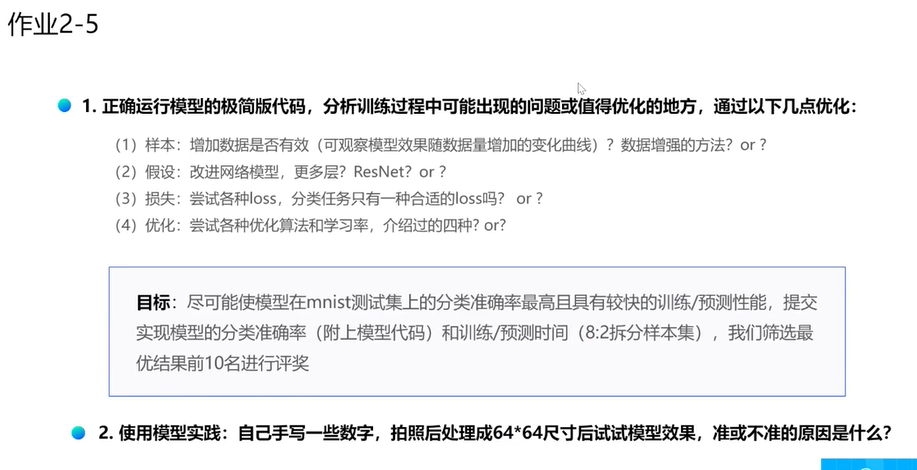 作业2-5
1. 正确运行模型的极简版代码，分析训练过程中可能出现的问题或值得优化的地方，通过以下几点优化：
（1）样本：增加数据是否有效（可观察模型效果随数据量增加的变化曲线）？数据增强的方法？or ？
（2）假设：改进网络模型，更多层？ResNet？or ？
（3）损失：尝试各种loss，分类任务只有一种合适的loss吗？ or ？
（4）优化：尝试各种优化算法和学习率，介绍过的四种? or?
目标：尽可能使模型在mnist测试集上的分类准确率最高且具有较快的训练/预测性能，提交
实现模型的分类准确率（附上模型代码）和训练/预测时间（8:2拆分样本集），我们筛选最
优结果前10名进行评奖
2. 使用模型实践：自己手写一些数字，拍照后处理成64*64尺寸后试试模型效果，准或不准的原因是什么？